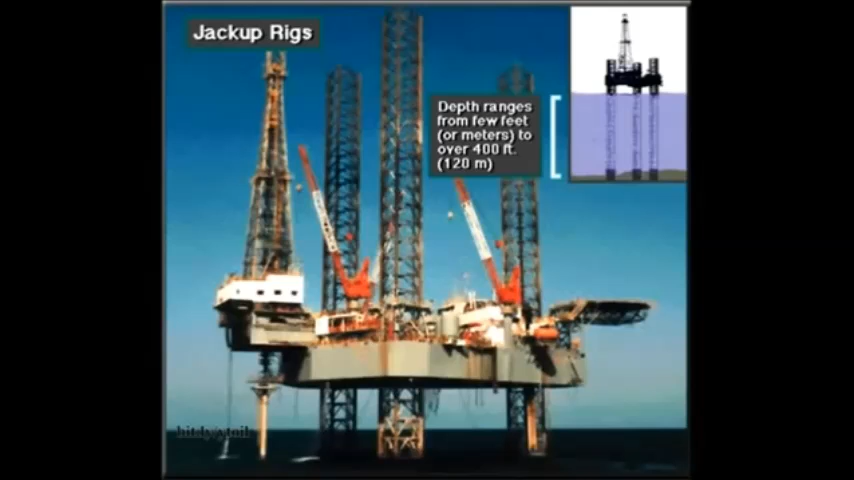 Jackup Rigs
Depth ranges
from few feet
(or meters) to
over 400 ft.
(120 m)